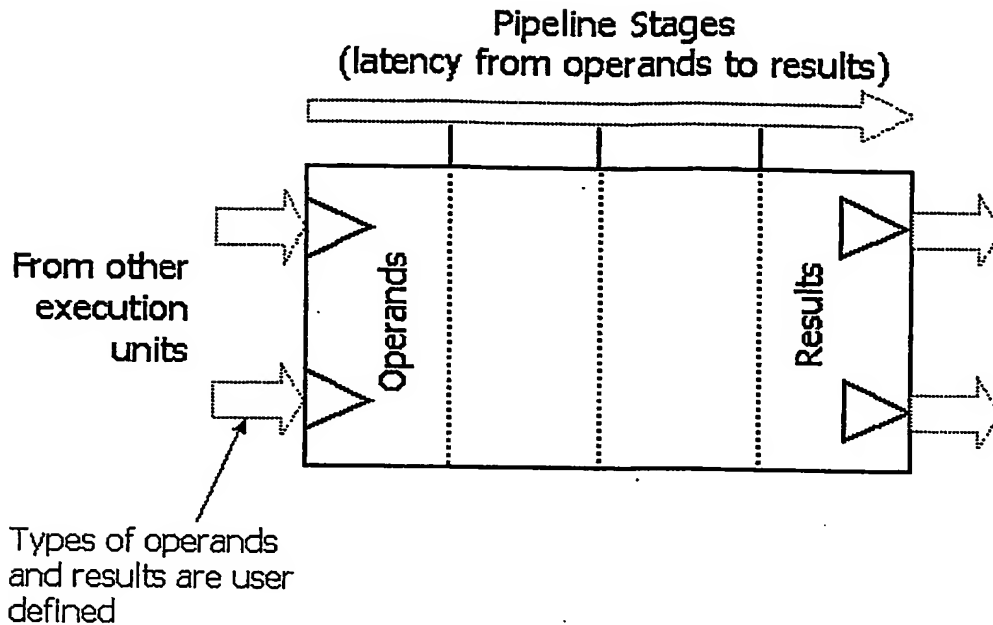 Pipeline Stages
(latency from operands to results)
From other
execution
units
Operands
Results
Types of operands
and results are user
defined